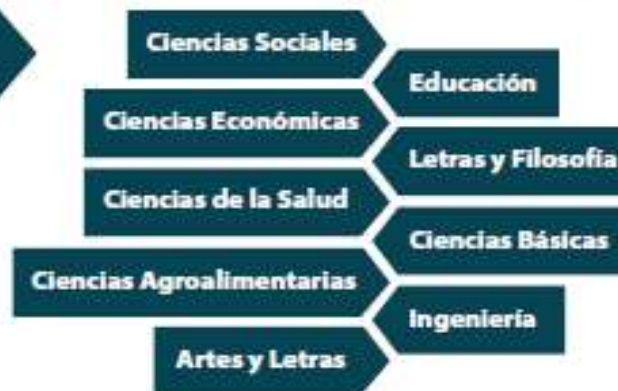 Ciencias Sociales
Educación
Ciencias Económicas
Letras y Filosofía
Ciencias de la Salud
Ciencias Básicas
Ciencias Agroalimentarias
Ingeniería
Artes y Letras